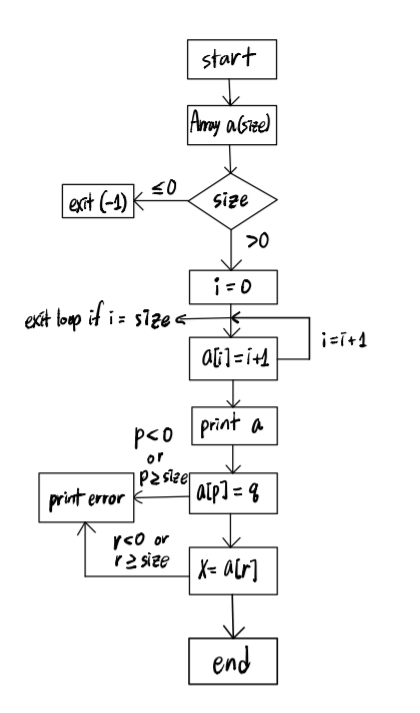 start
Array a(size)
≤0
size
exit (-1)
>0
i=0
exit loop if i = size
i=i+1
a[i]=i+1
print a
p<0
or
p≥size
a[p]=q
print error
r<0 or
r≥size
X=a[r]
end